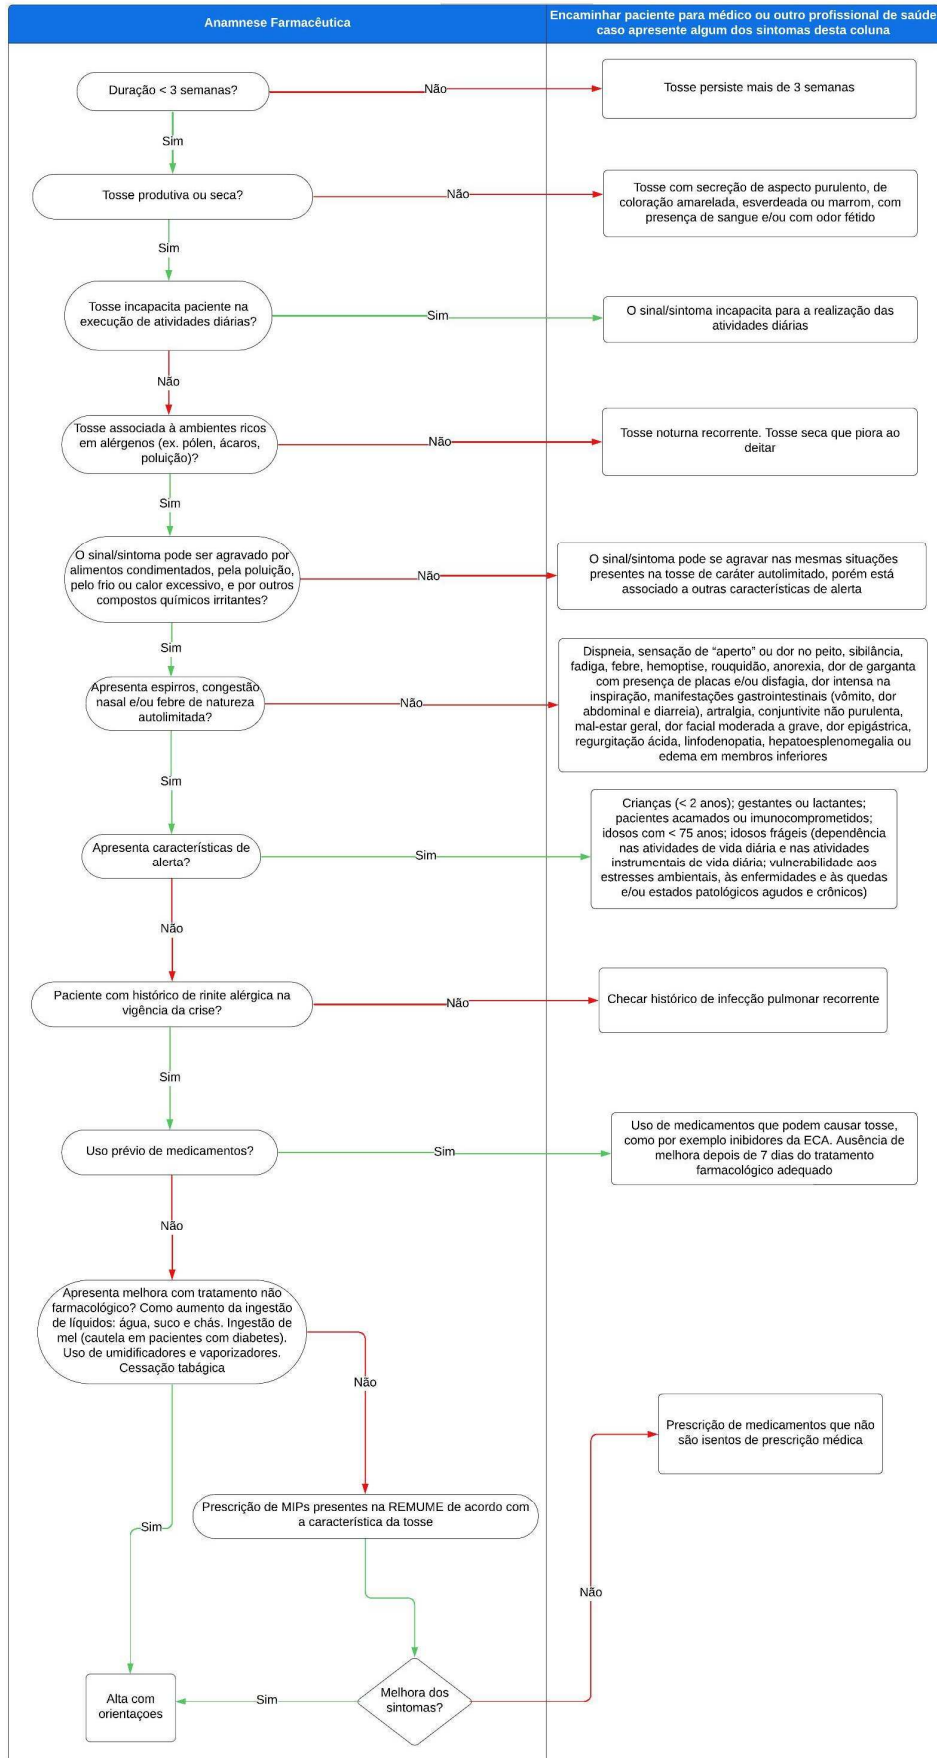 Anamnese Farmacêutica
Encaminhar paciente para médico ou outro profissional de saúde
caso apresente algum dos sintomas desta coluna
Duração < 3 semanas?
Não
Tosse persiste mais de 3 semanas
Sim
Tosse produtiva ou seca?
Não
Tosse com secreção de aspecto purulento, de
coloração amarelada, esverdeada ou marrom, com
presença de sangue e/ou com odor fétido
Sim
Tosse incapacita paciente na
execução de atividades diárias?
Sim
O sinal/sintoma incapacita para a realização das
atividades diárias
Não
Tosse associada à ambientes ricos
em alérgenos (ex. pólen, ácaros,
poluição)?
Não
Tosse noturna recorrente. Tosse seca que piora ao
deitar
Sim
O sinal/sintoma pode ser agravado por
alimentos condimentados, pela poluição,
pelo frio ou calor excessivo, e por outros
compostos químicos irritantes?
Não
O sinal/sintoma pode se agravar nas mesmas situações
presentes na tosse de caráter autolimitado, porém está
associado a outras características de alerta
Sim
Apresenta espirros, congestão
nasal e/ou febre de natureza
autolimitada?
Não
Dispneia, sensação de “aperto” ou dor no peito, sibilância,
fadiga, febre, hemoptise, rouquidão, anorexia, dor de garganta
com presença de placas e/ou disfagia, dor intensa na
inspiração, manifestações gastrointestinais (vômito, dor
abdominal e diarreia), artralgia, conjuntivite não purulenta,
mal-estar geral, dor facial moderada a grave, dor epigástrica,
regurgitação ácida, linfodenopatia, hepatoesplenomegalia ou
edema em membros inferiores
Sim
Apresenta características de
alerta?
Sim
Crianças (< 2 anos); gestantes ou lactantes;
pacientes acamados ou imunocomprometidos;
idosos com < 75 anos; idosos frágeis (dependência
nas atividades de vida diária e nas atividades
instrumentais de vida diária; vulnerabilidade aos
estresses ambientais, às enfermidades e às quedas
e/ou estados patológicos agudos e crônicos)
Não
Paciente com histórico de rinite alérgica na
vigência da crise?
Não
Checar histórico de infecção pulmonar recorrente
Sim
Uso prévio de medicamentos?
Sim
Uso de medicamentos que podem causar tosse,
como por exemplo inibidores da ECA. Ausência de
melhora depois de 7 dias do tratamento
farmacológico adequado
Não
Apresenta melhora com tratamento não
farmacológico? Como aumento da ingestão
de líquidos: água, suco e chás. Ingestão de
mel (cautela em pacientes com diabetes).
Uso de umidificadores e vaporizadores.
Cessação tabágica
Não
Prescrição de medicamentos que não
são isentos de prescrição médica
Prescrição de MIPs presentes na REMUME de acordo com
a característica da tosse
Sim
Não
Alta com
orientaçoes
Sim
Melhora dos
sintomas?